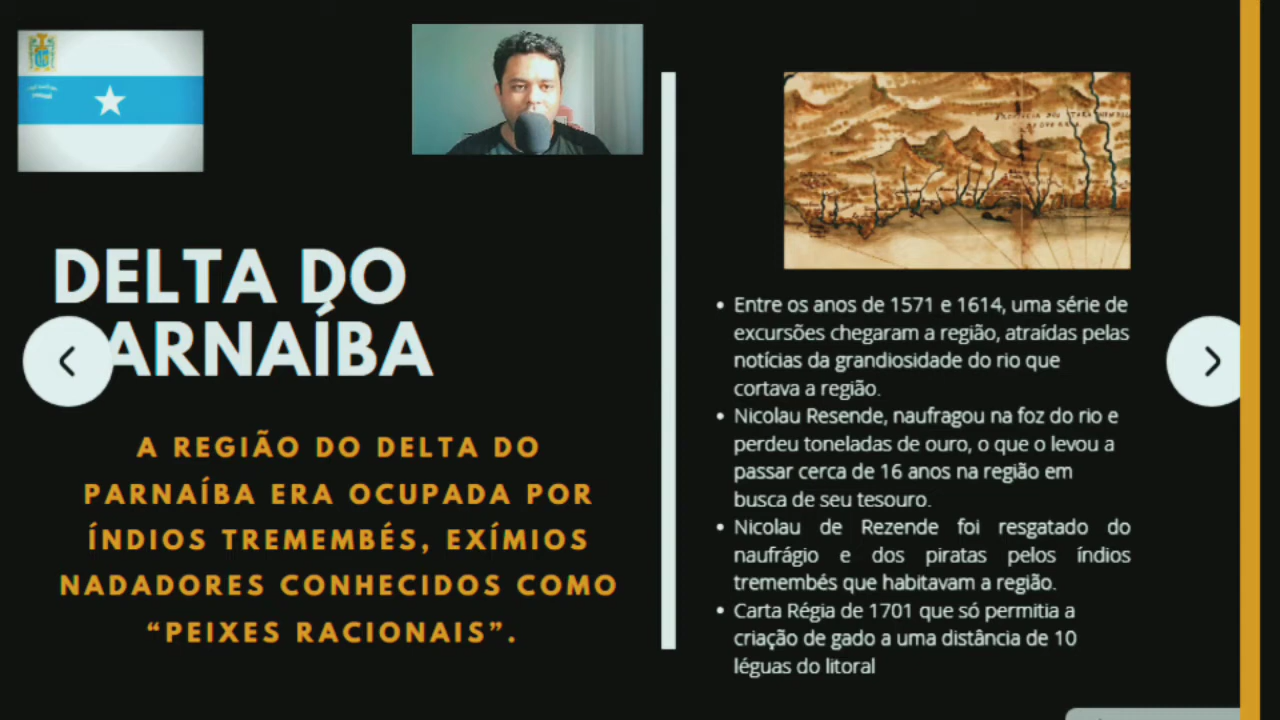 DELTA DO
ARNAÍBA
A REGIÃO DO DELTA DO
PARNAÍBA ERA OCUPADA POR
ÍNDIOS TREMEMBÉS, EXÍMIOS
NADADORES CONHECIDOS COMO
“PEIXES RACIONAIS”.
• Entre os anos de 1571 e 1614, uma série de
excursões chegaram a região, atraídas pelas
notícias da grandiosidade do rio que
cortava a região.
• Nicolau Resende, naufragou na foz do rio e
perdeu toneladas de ouro, o que o levou a
passar cerca de 16 anos na região em
busca de seu tesouro.
• Nicolau de Rezende foi resgatado do
naufrágio e dos piratas pelos índios
tremembés que habitavam a região.
• Carta Régia de 1701 que só permitia a
criação de gado a uma distância de 10
léguas do litoral